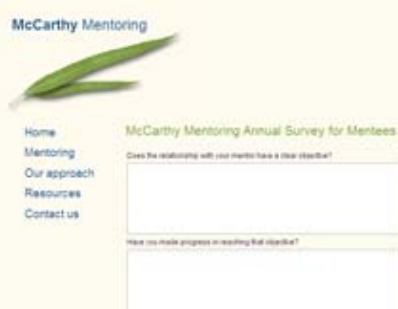 McCarthy Mentoring
Home
Mentoring
Our approach
Resources
Contact us
McCarthy Mentoring Annual Survey for Mentees
Does the relationship with your mentor have a clear objective?
Have you made progress in reaching that objective?